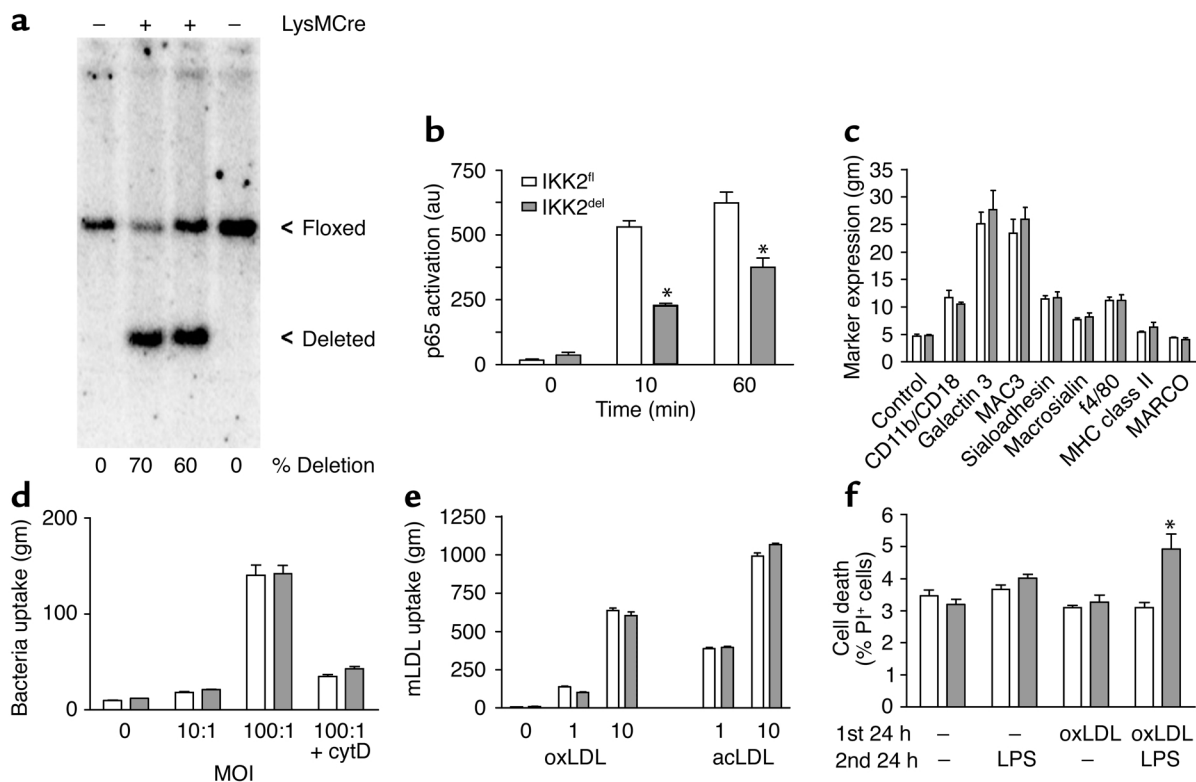 a
– + + – LysMCre
< Floxed
< Deleted
0 70 60 0 % Deletion
b
p65 activation (au)
750
500
250
0
IKK2fl
IKK2del
*
*
0 10 60
Time (min)
c
Marker expression (gm)
35
30
25
20
15
10
5
0
Control
CD11b/CD18
Galactin 3
MAC3
Sialoadhesin
Macrosialin
f4/80
MHC class II
MARCO
d
Bacteria uptake (gm)
200
100
0
0 10:1 100:1 100:1
+ cytD
MOI
e
mLDL uptake (gm)
1250
1000
750
500
250
0
0 1 10 1 10
oxLDL acLDL
f
Cell death
(% PI+ cells)
6
5
4
3
2
1
0
*
1st 24 h – – oxLDL oxLDL
2nd 24 h – LPS – LPS